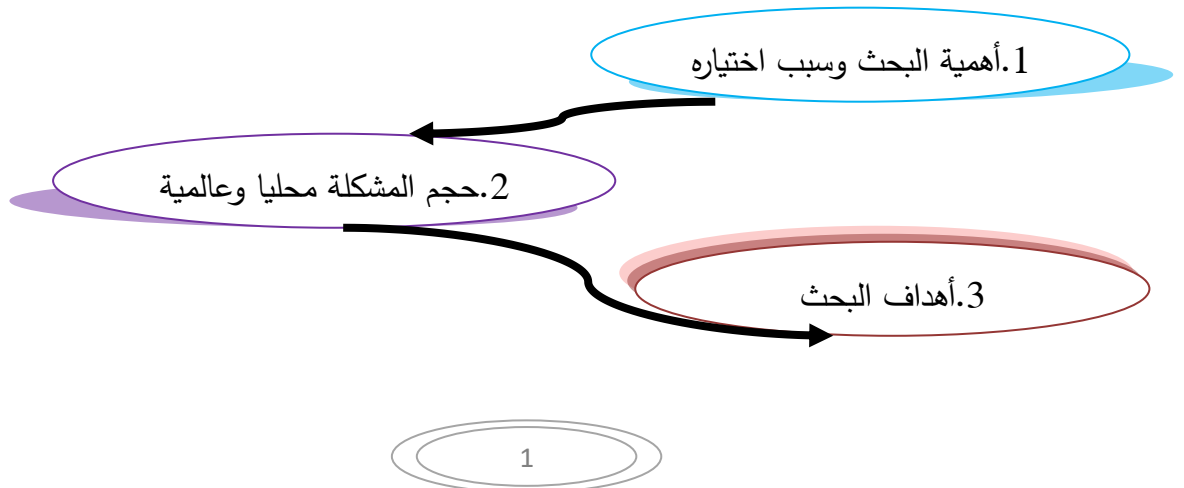 1.أهمية البحث وسبب اختياره
2.حجم المشكلة محليا وعالمية
3.أهداف البحث
1